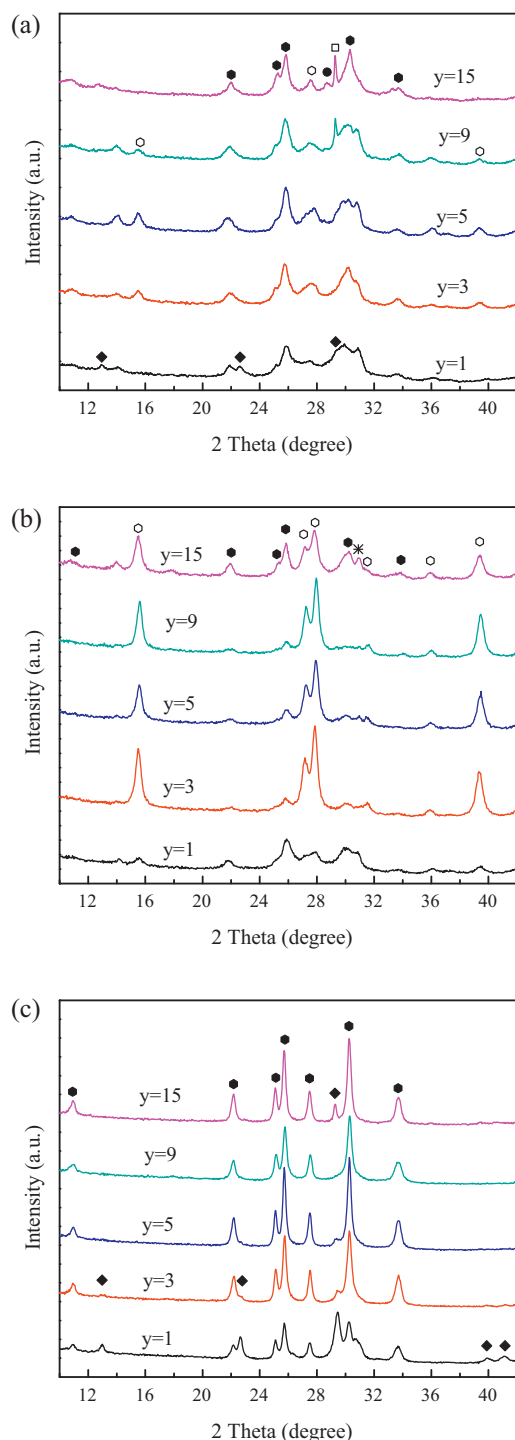 (a)
y=15
y=9
y=5
y=3
y=1
Intensity (a.u.)
12 16 20 24 28 32 36 40
2 Theta (degree)
(b)
y=15
y=9
y=5
y=3
y=1
Intensity (a.u.)
12 16 20 24 28 32 36 40
2 Theta (degree)
(c)
y=15
y=9
y=5
y=3
y=1
Intensity (a.u.)
12 16 20 24 28 32 36 40
2 Theta (degree)